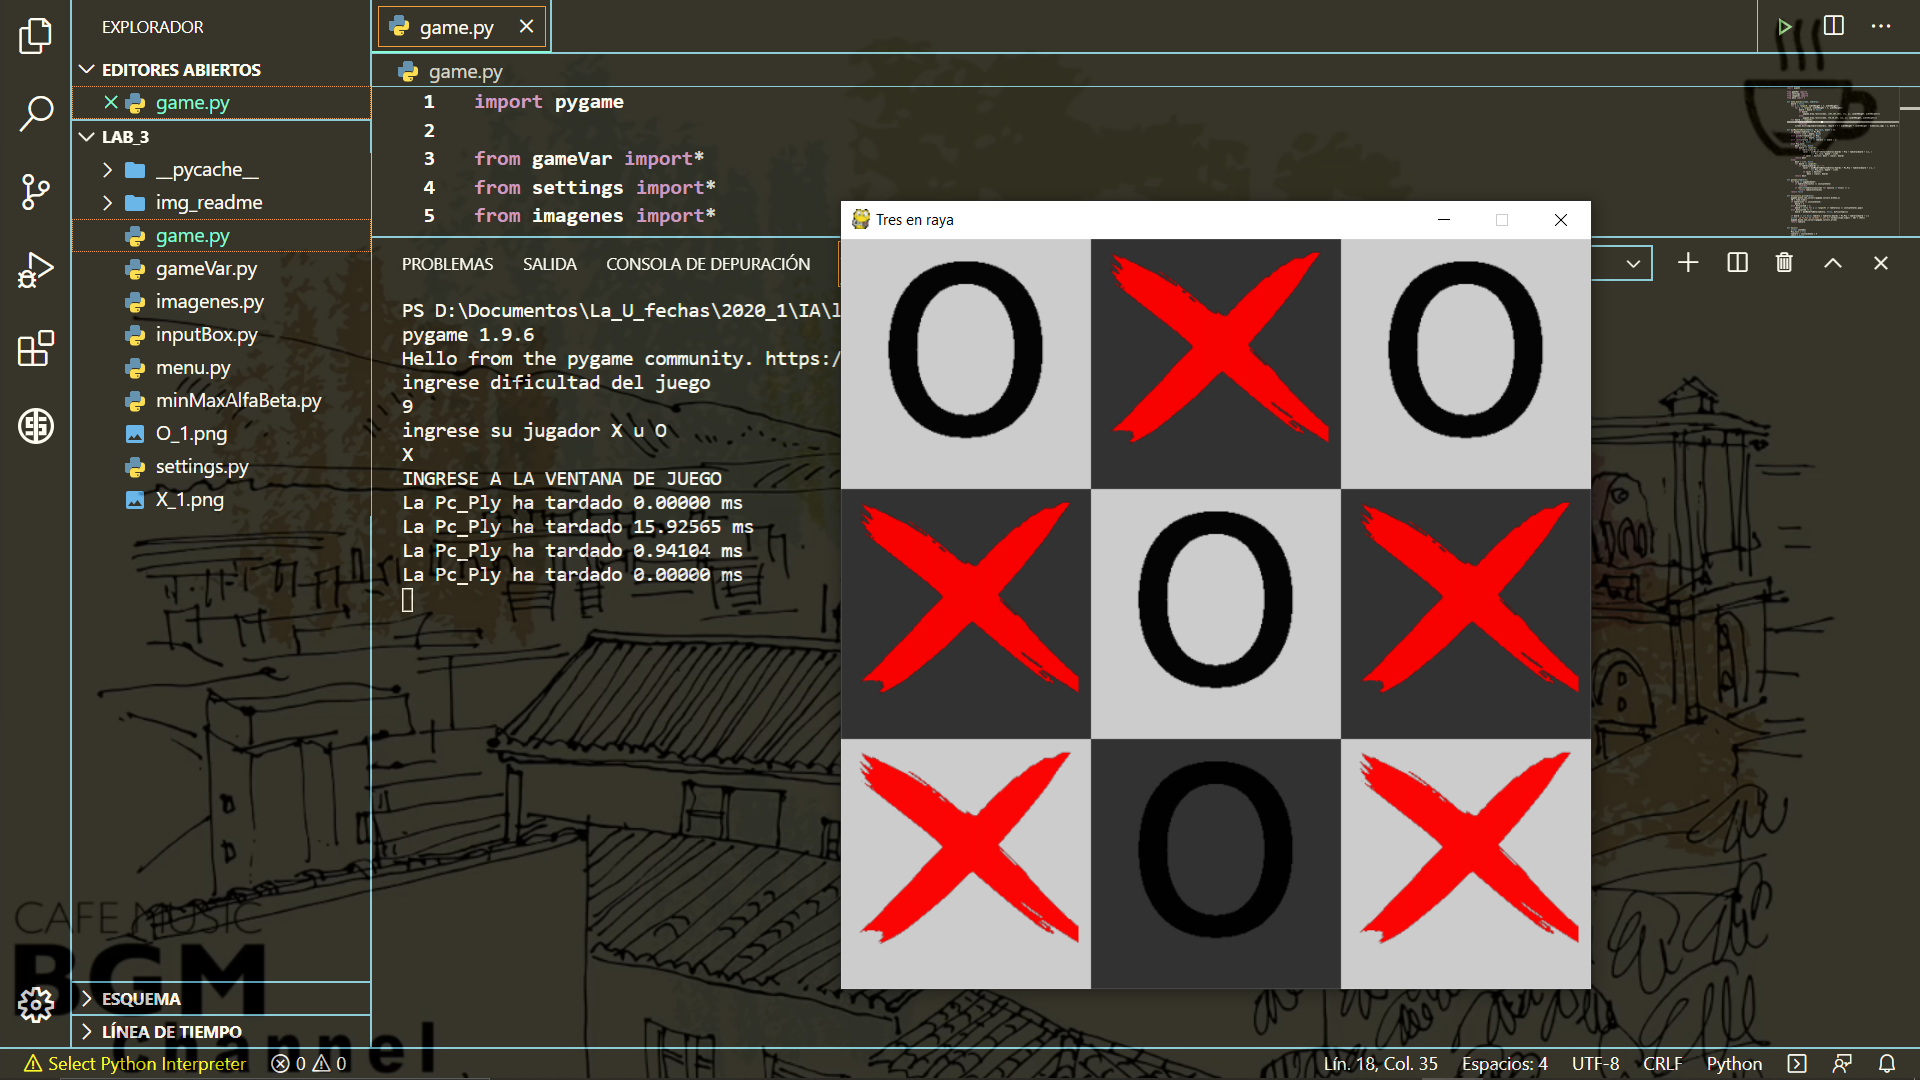 EXPLORADOR
EDITORES ABIERTOS
game.py
LAB_3
__pycache__
img_readme
game.py
gameVar.py
imagenes.py
inputBox.py
menu.py
minMaxAlfaBeta.py
O_1.png
settings.py
X_1.png
ESQUEMA
LÍNEA DE TIEMPO
CAFE MUSIC
BGM
Channel
game.py
game.py
1 import pygame
2
3 from gameVar import*
4 from settings import*
5 from imagenes import*
PROBLEMAS SALIDA CONSOLA DE DEPURACIÓN
PS D:\Documentos\La_U_fechas\2020_1\IA\l
pygame 1.9.6
Hello from the pygame community. https:/
ingrese dificultad del juego
9
ingrese su jugador X u O
X
INGRESE A LA VENTANA DE JUEGO
La Pc_Ply ha tardado 0.00000 ms
La Pc_Ply ha tardado 15.92565 ms
La Pc_Ply ha tardado 0.94104 ms
La Pc_Ply ha tardado 0.00000 ms
Tres en raya
O X O
X O X
X O X
Select Python Interpreter 0 0
Lín. 18, Col. 35 Espacios: 4 UTF-8 CRLF Python